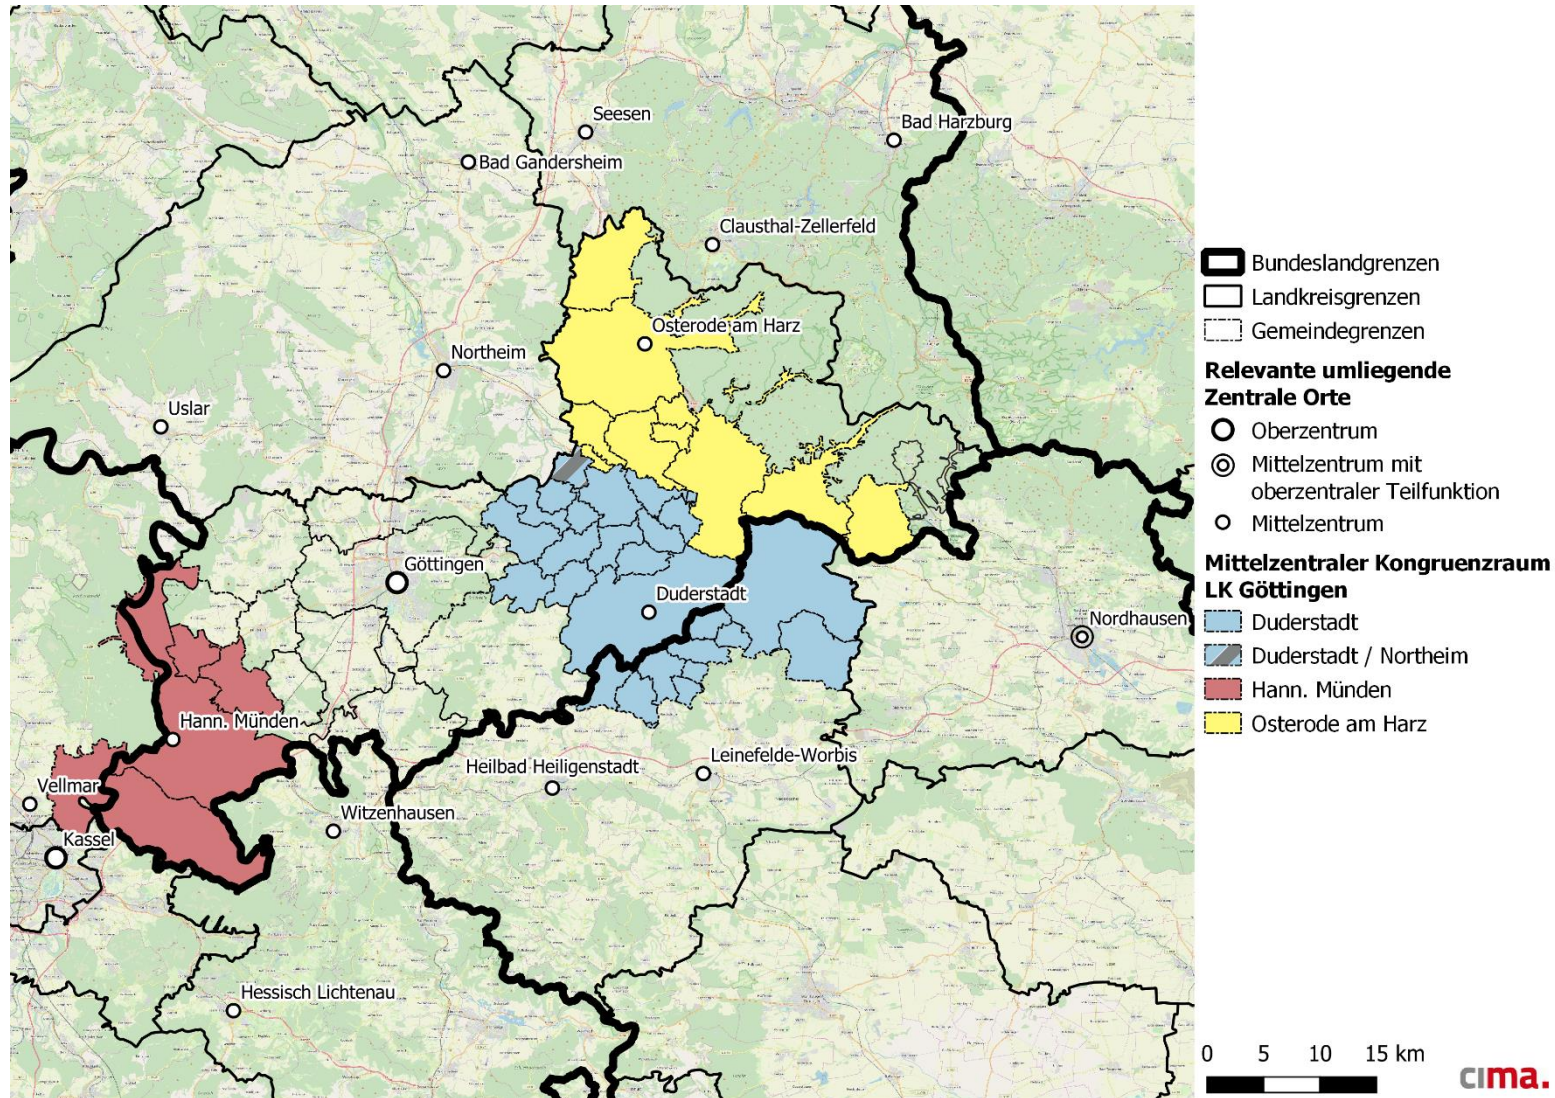 Seesen
Bad Harzburg
Bad Gandersheim
Clausthal-Zellerfeld
Osterode am Harz
Northeim
Uslar
Göttingen
Duderstadt
Nordhausen
Hann. Münden
Leinefelde-Worbis
Heilbad Heiligenstadt
Vellmar
Witzenhausen
Kassel
Hessisch Lichtenau
Bundeslandgrenzen
Landkreisgrenzen
Gemeindegrenzen
Relevante umliegende
Zentrale Orte
Oberzentrum
Mittelzentrum mit
oberzentraler Teilfunktion
Mittelzentrum
Mittelzentraler Kongruenzraum
LK Göttingen
Duderstadt
Duderstadt / Northeim
Hann. Münden
Osterode am Harz
0 5 10 15 km
cima.